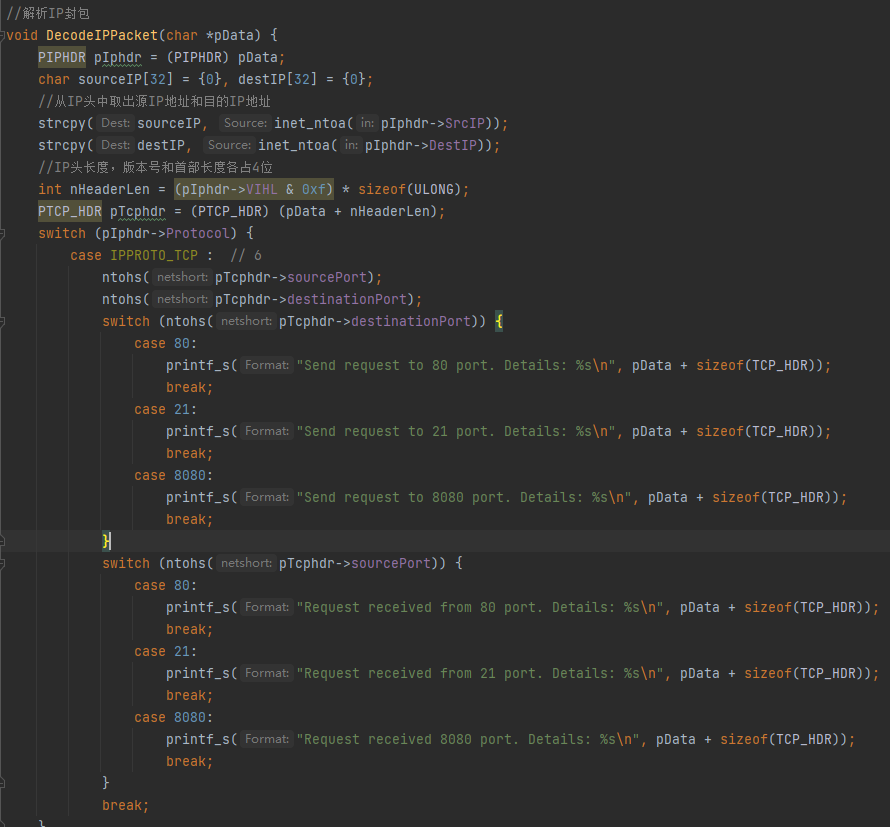 //解析IP封包
void DecodeIPPacket(char *pData) {
    PIPHDR pIphdr = (PIPHDR) pData;
    char sourceIP[32] = {0}, destIP[32] = {0};
    //从IP头中取出源IP地址和目的IP地址
    strcpy( Dest: sourceIP,  Source: inet_ntoa( in: pIphdr->SrcIP));
    strcpy( Dest: destIP,  Source: inet_ntoa( in: pIphdr->DestIP));
    //IP头长度，版本号和首部长度各占4位
    int nHeaderLen = (pIphdr->VIHL & 0xf) * sizeof(ULONG);
    PTCP_HDR pTcphdr = (PTCP_HDR) (pData + nHeaderLen);
    switch (pIphdr->Protocol) {
        case IPPROTO_TCP :  // 6
            ntohs( netshort: pTcphdr->sourcePort);
            ntohs( netshort: pTcphdr->destinationPort);
            switch (ntohs( netshort: pTcphdr->destinationPort)) {
                case 80:
                    printf_s( Format: "Send request to 80 port. Details: %s\n", pData + sizeof(TCP_HDR));
                    break;
                case 21:
                    printf_s( Format: "Send request to 21 port. Details: %s\n", pData + sizeof(TCP_HDR));
                    break;
                case 8080:
                    printf_s( Format: "Send request to 8080 port. Details: %s\n", pData + sizeof(TCP_HDR));
                    break;
            }
            switch (ntohs( netshort: pTcphdr->sourcePort)) {
                case 80:
                    printf_s( Format: "Request received from 80 port. Details: %s\n", pData + sizeof(TCP_HDR));
                    break;
                case 21:
                    printf_s( Format: "Request received from 21 port. Details: %s\n", pData + sizeof(TCP_HDR));
                    break;
                case 8080:
                    printf_s( Format: "Request received 8080 port. Details: %s\n", pData + sizeof(TCP_HDR));
                    break;
            }
            break;
    }